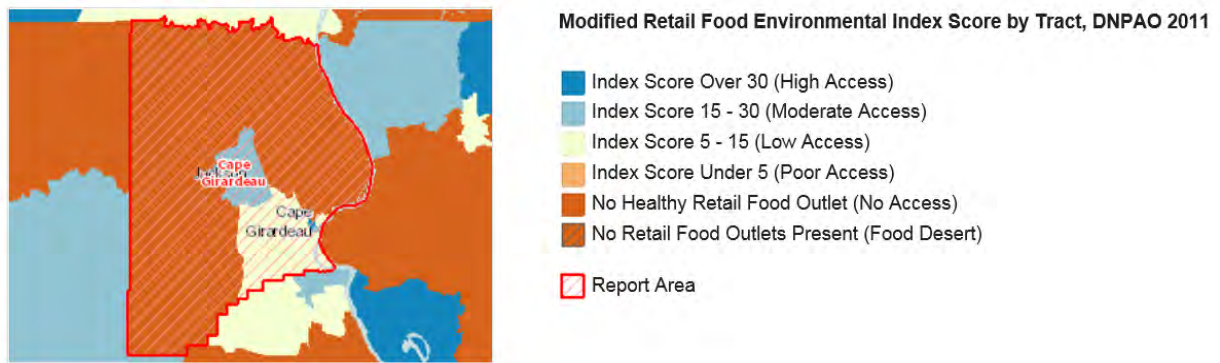 Modified Retail Food Environmental Index Score by Tract, DNPAO 2011
Index Score Over 30 (High Access)
Index Score 15 - 30 (Moderate Access)
Index Score 5 - 15 (Low Access)
Index Score Under 5 (Poor Access)
No Healthy Retail Food Outlet (No Access)
No Retail Food Outlets Present (Food Desert)
Report Area
Cape
Jackson
Girardeau
Cape
Girardeau